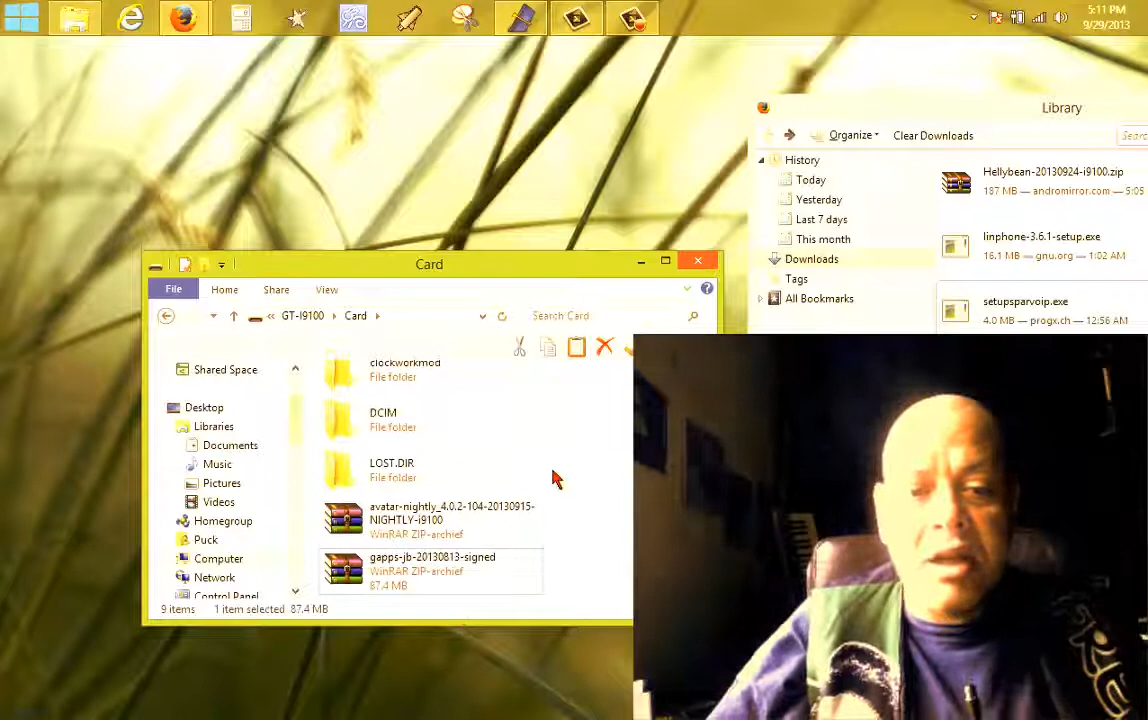 5:11 PM
9/29/2013
Library
Organize
Clear Downloads
Searc
History
Today
Yesterday
Last 7 days
This month
Downloads
Tags
All Bookmarks
Hellybean-20130924-i9100.zip
187 MB — andromirror.com — 5:05
linphone-3.6.1-setup.exe
16.1 MB — gnu.org — 1:02 AM
setupsparvoip.exe
4.0 MB — progx.ch — 12:56 AM
Card
File Home Share View
« GT-I9100 Card
Search Card
Shared Space
Desktop
Libraries
Documents
Music
Pictures
Videos
Homegroup
Puck
Computer
Network
Control Panel
clockworkmod
File folder
DCIM
File folder
LOST.DIR
File folder
avatar-nightly_4.0.2-104-20130915-
NIGHTLY-i9100
WinRAR ZIP-archief
gapps-jb-20130813-signed
WinRAR ZIP-archief
87.4 MB
9 items 1 item selected 87.4 MB